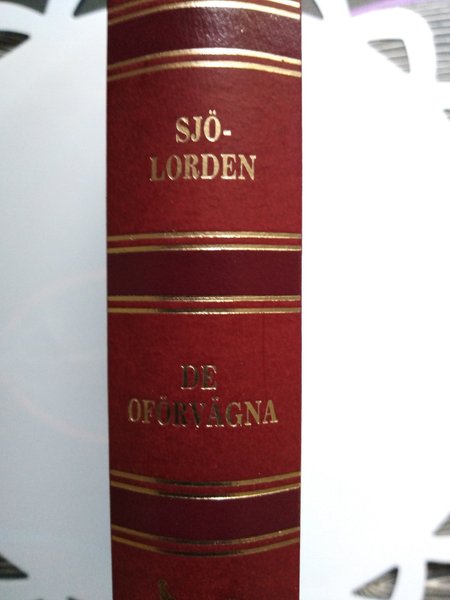 SJÖ-
LORDEN
DE
OFÖRVÄGNA